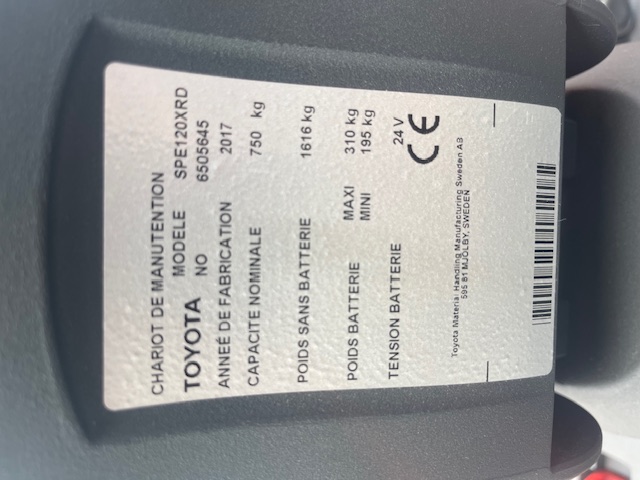 CHARIOT DE MANUTENTION
TOYOTA MODELE SPE120XRD
NO 6505645
ANNEÉ DE FABRICATION 2017
CAPACITE NOMINALE 750 kg
POIDS SANS BATTERIE 1616 kg
POIDS BATTERIE MAXI 310 kg
MINI 195 kg
TENSION BATTERIE 24 V
CE
Toyota Material Handling Manufacturing Sweden AB
595 81 MJÖLBY, SWEDEN